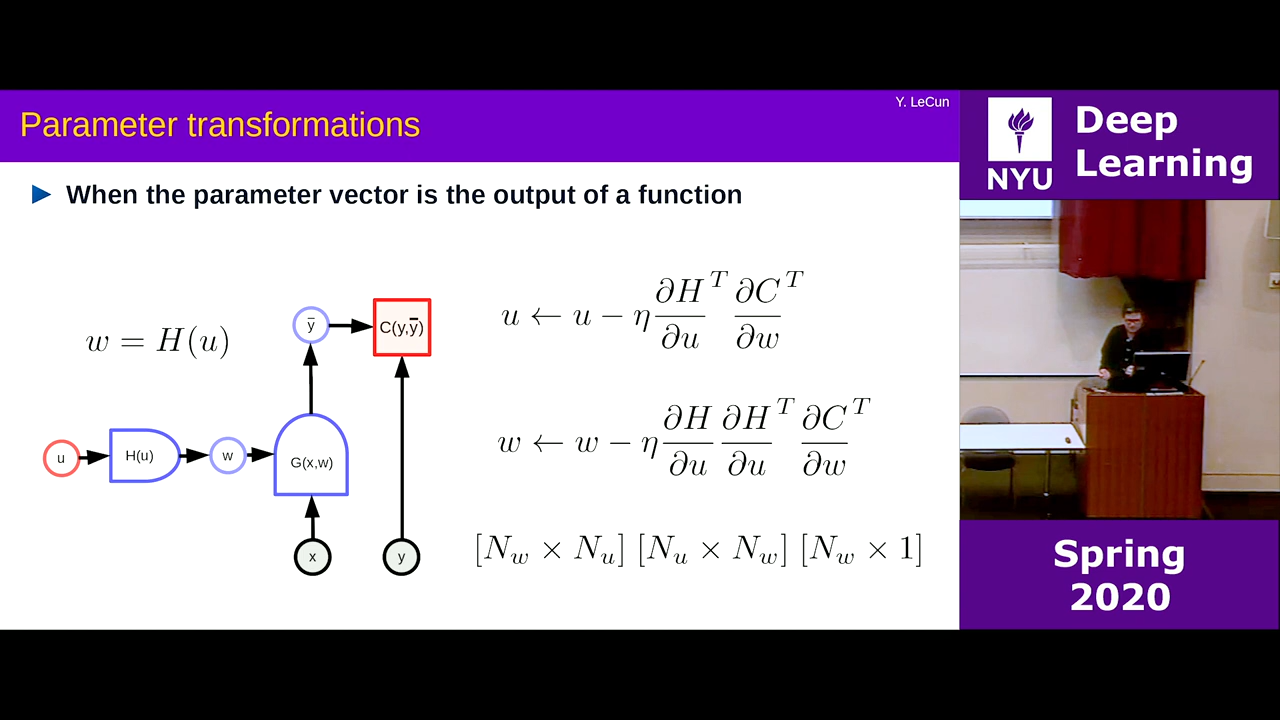 Y. LeCun
Parameter transformations
When the parameter vector is the output of a function
w = H(u)
ȳ
C(y,ȳ)
u
H(u)
w
G(x,w)
x
y
u ← u − η ∂H/∂u ᵀ ∂C/∂w ᵀ
w ← w − η ∂H/∂u ∂H/∂u ᵀ ∂C/∂w ᵀ
[N_w × N_u] [N_u × N_w] [N_w × 1]
NYU
Deep
Learning
Spring
2020